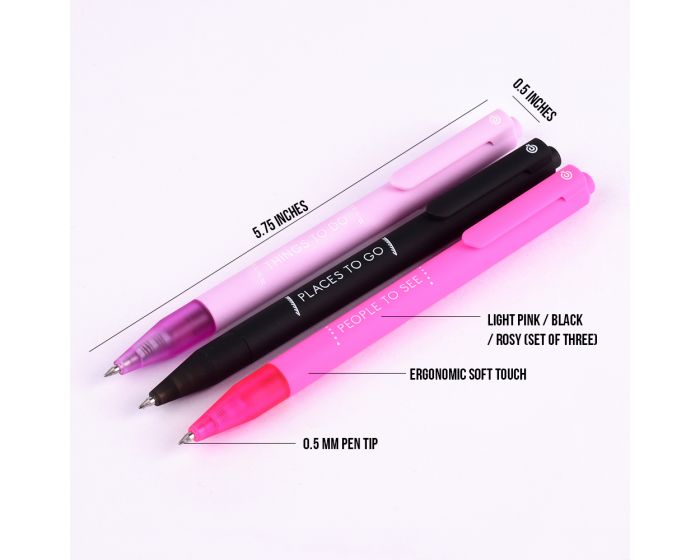 0.5 INCHES
5.75 INCHES
THINGS TO DO
PLACES TO GO
PEOPLE TO SEE
LIGHT PINK / BLACK
/ ROSY (SET OF THREE)
ERGONOMIC SOFT TOUCH
0.5 MM PEN TIP